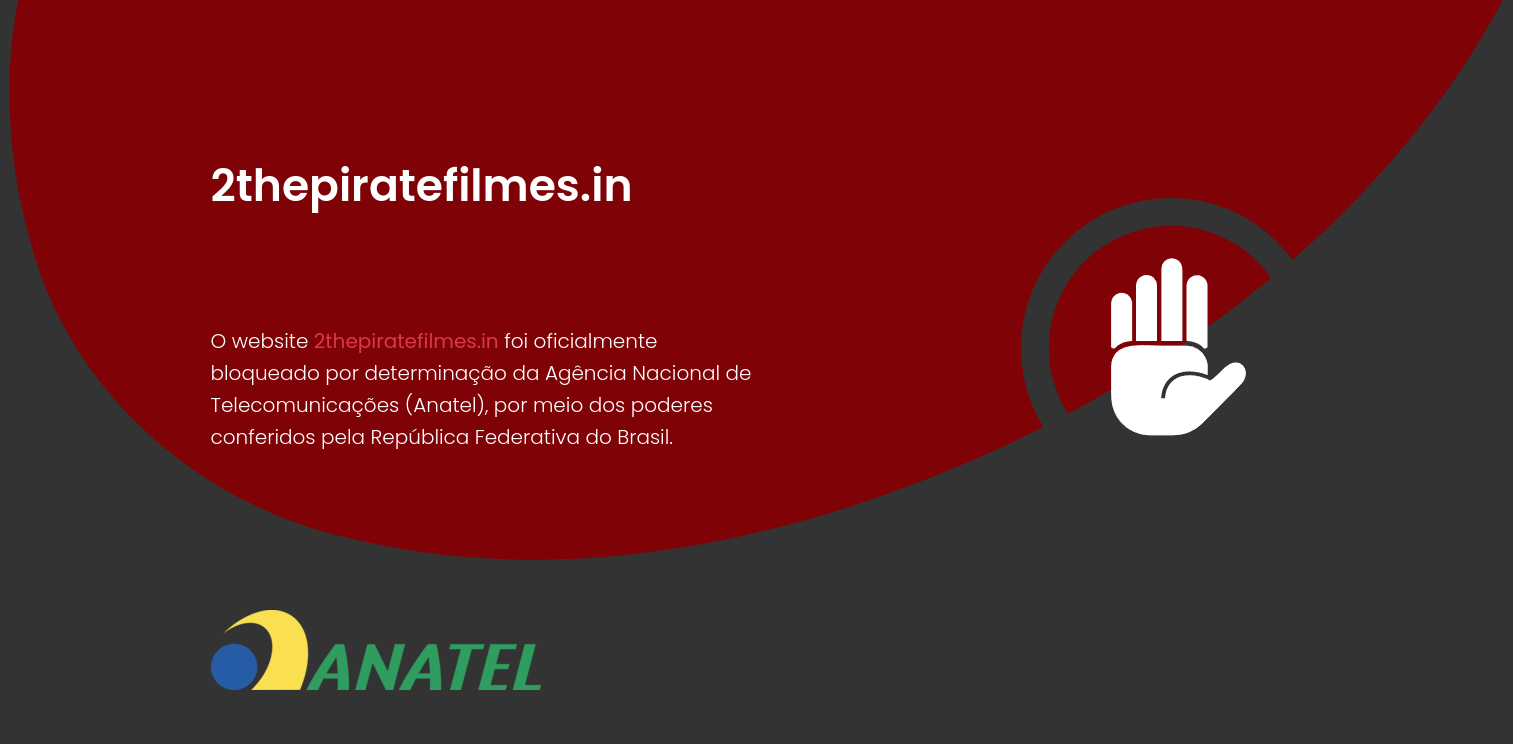 2thepiratefilmes.in
O website 2thepiratefilmes.in foi oficialmente
bloqueado por determinação da Agência Nacional de
Telecomunicações (Anatel), por meio dos poderes
conferidos pela República Federativa do Brasil.
ANATEL